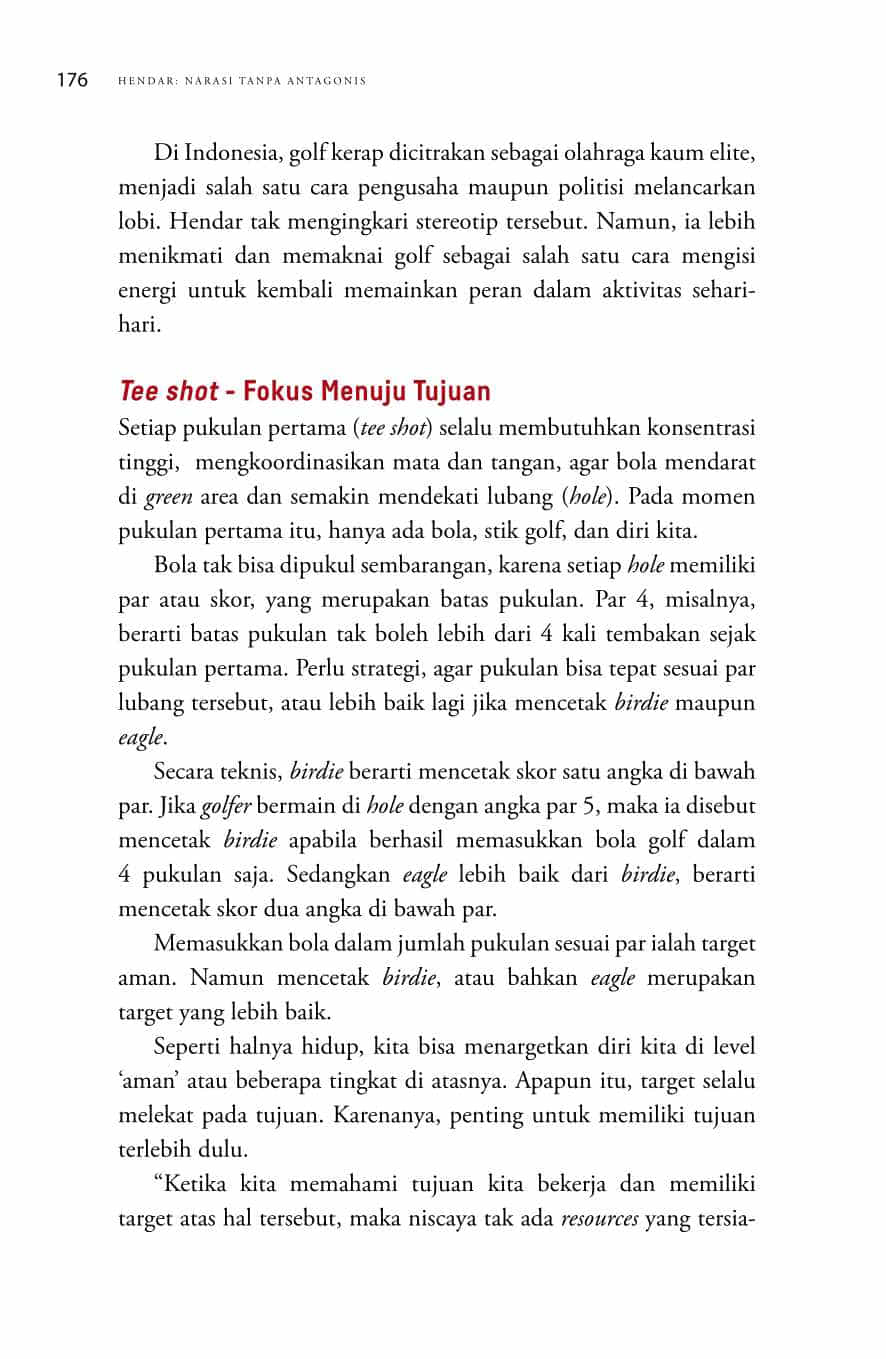 176 HENDAR: NARASI TANPA ANTAGONIS
Di Indonesia, golf kerap dicitrakan sebagai olahraga kaum elite,
menjadi salah satu cara pengusaha maupun politisi melancarkan
lobi. Hendar tak mengingkari stereotip tersebut. Namun, ia lebih
menikmati dan memaknai golf sebagai salah satu cara mengisi
energi untuk kembali memainkan peran dalam aktivitas sehari-
hari.
Tee shot - Fokus Menuju Tujuan
Setiap pukulan pertama (tee shot) selalu membutuhkan konsentrasi
tinggi,  mengkoordinasikan mata dan tangan, agar bola mendarat
di green area dan semakin mendekati lubang (hole). Pada momen
pukulan pertama itu, hanya ada bola, stik golf, dan diri kita.
Bola tak bisa dipukul sembarangan, karena setiap hole memiliki
par atau skor, yang merupakan batas pukulan. Par 4, misalnya,
berarti batas pukulan tak boleh lebih dari 4 kali tembakan sejak
pukulan pertama. Perlu strategi, agar pukulan bisa tepat sesuai par
lubang tersebut, atau lebih baik lagi jika mencetak birdie maupun
eagle.
Secara teknis, birdie berarti mencetak skor satu angka di bawah
par. Jika golfer bermain di hole dengan angka par 5, maka ia disebut
mencetak birdie apabila berhasil memasukkan bola golf dalam
4 pukulan saja. Sedangkan eagle lebih baik dari birdie, berarti
mencetak skor dua angka di bawah par.
Memasukkan bola dalam jumlah pukulan sesuai par ialah target
aman. Namun mencetak birdie, atau bahkan eagle merupakan
target yang lebih baik.
Seperti halnya hidup, kita bisa menargetkan diri kita di level
‘aman’ atau beberapa tingkat di atasnya. Apapun itu, target selalu
melekat pada tujuan. Karenanya, penting untuk memiliki tujuan
terlebih dulu.
“Ketika kita memahami tujuan kita bekerja dan memiliki
target atas hal tersebut, maka niscaya tak ada resources yang tersia-